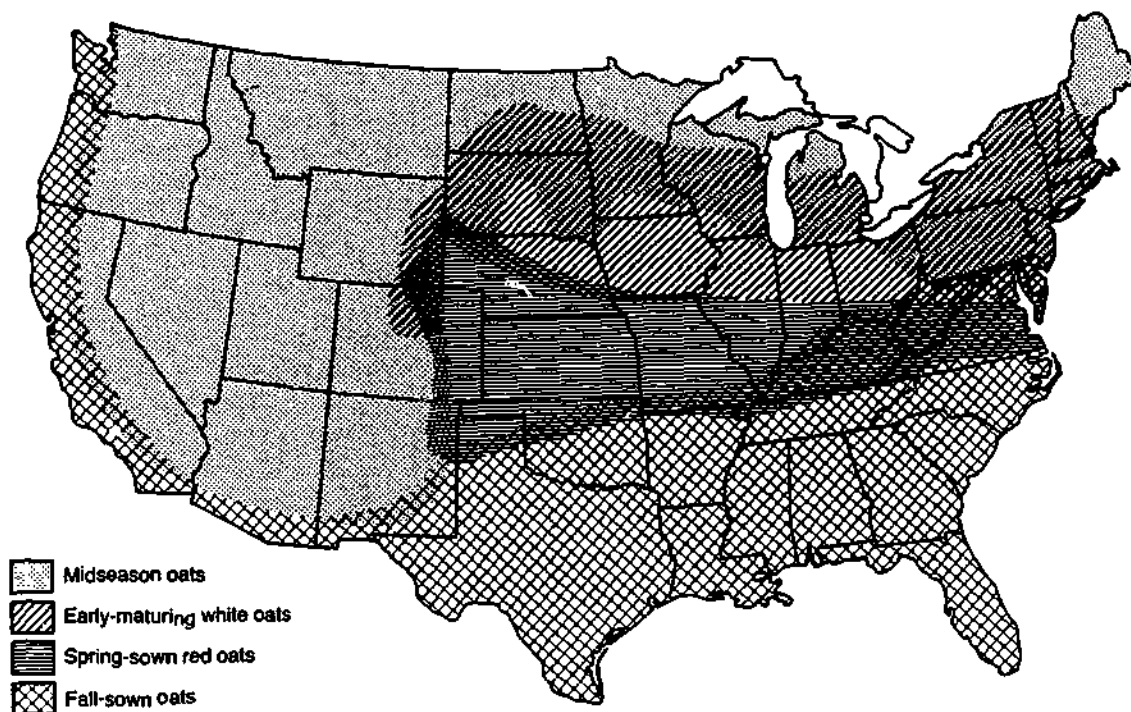 Midseason oats
Early-maturing white oats
Spring-sown red oats
Fall-sown oats